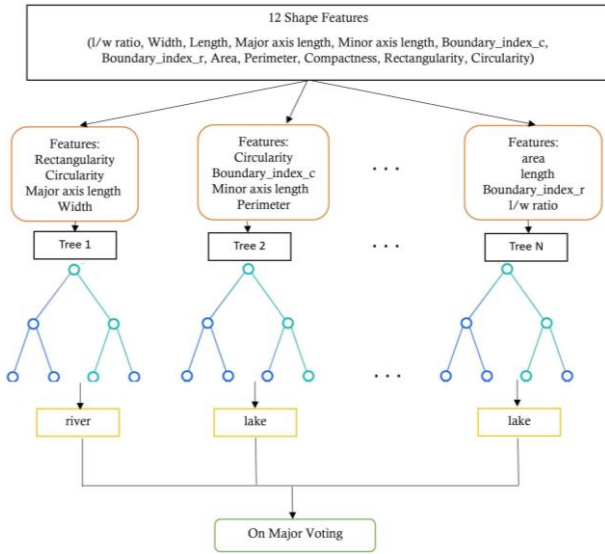 12 Shape Features
(l/w ratio, Width, Length, Major axis length, Minor axis length, Boundary_index_c,
Boundary_index_r, Area, Perimeter, Compactness, Rectangularity, Circularity)
Features:
Rectangularity
Circularity
Major axis length
Width
Features:
Circularity
Boundary_index_c
Minor axis length
Perimeter
. . .
Features:
area
length
Boundary_index_r
l/w ratio
Tree 1
Tree 2
. . .
Tree N
. . .
river
lake
lake
On Major Voting